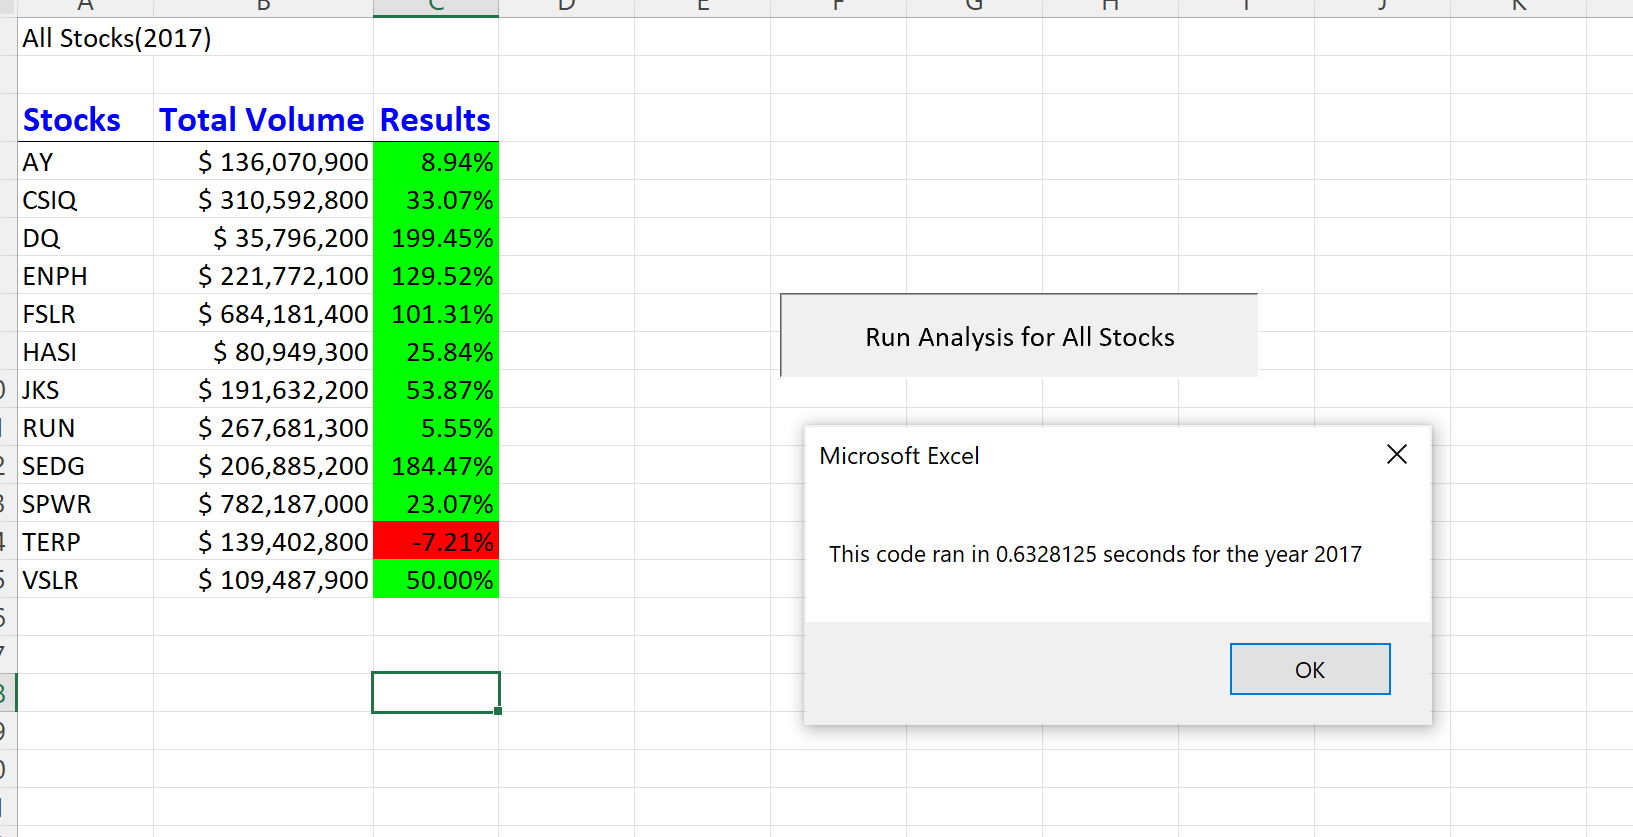 A B C D E F G H I J K
All Stocks(2017)
Stocks Total Volume Results
AY $ 136,070,900 8.94%
CSIQ $ 310,592,800 33.07%
DQ $ 35,796,200 199.45%
ENPH $ 221,772,100 129.52%
FSLR $ 684,181,400 101.31%
HASI $ 80,949,300 25.84%
JKS $ 191,632,200 53.87%
RUN $ 267,681,300 5.55%
SEDG $ 206,885,200 184.47%
SPWR $ 782,187,000 23.07%
TERP $ 139,402,800 -7.21%
VSLR $ 109,487,900 50.00%
Run Analysis for All Stocks
Microsoft Excel
This code ran in 0.6328125 seconds for the year 2017
OK